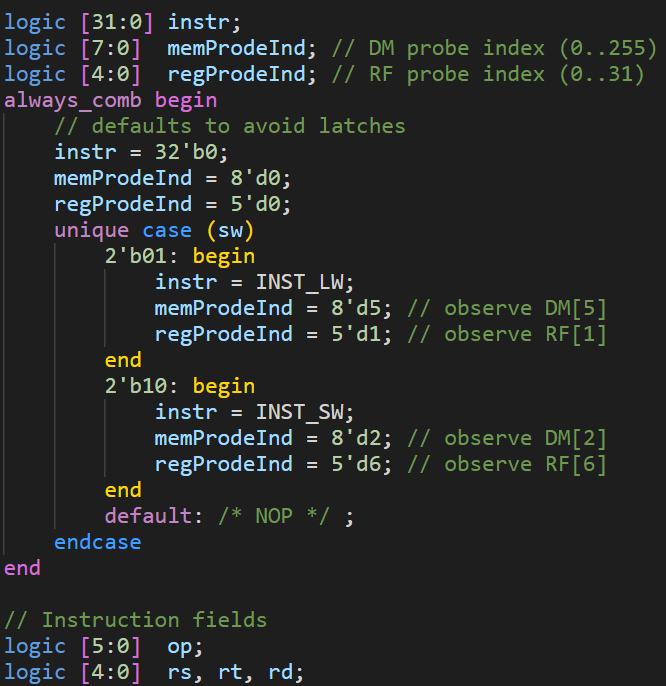 logic [31:0] instr;
logic [7:0]  memProdeInd; // DM probe index (0..255)
logic [4:0]  regProdeInd; // RF probe index (0..31)
always_comb begin
    // defaults to avoid latches
    instr = 32'b0;
    memProdeInd = 8'd0;
    regProdeInd = 5'd0;
    unique case (sw)
        2'b01: begin
            instr = INST_LW;
            memProdeInd = 8'd5; // observe DM[5]
            regProdeInd = 5'd1; // observe RF[1]
        end
        2'b10: begin
            instr = INST_SW;
            memProdeInd = 8'd2; // observe DM[2]
            regProdeInd = 5'd6; // observe RF[6]
        end
        default: /* NOP */ ;
    endcase
end

// Instruction fields
logic [5:0]  op;
logic [4:0]  rs, rt, rd;